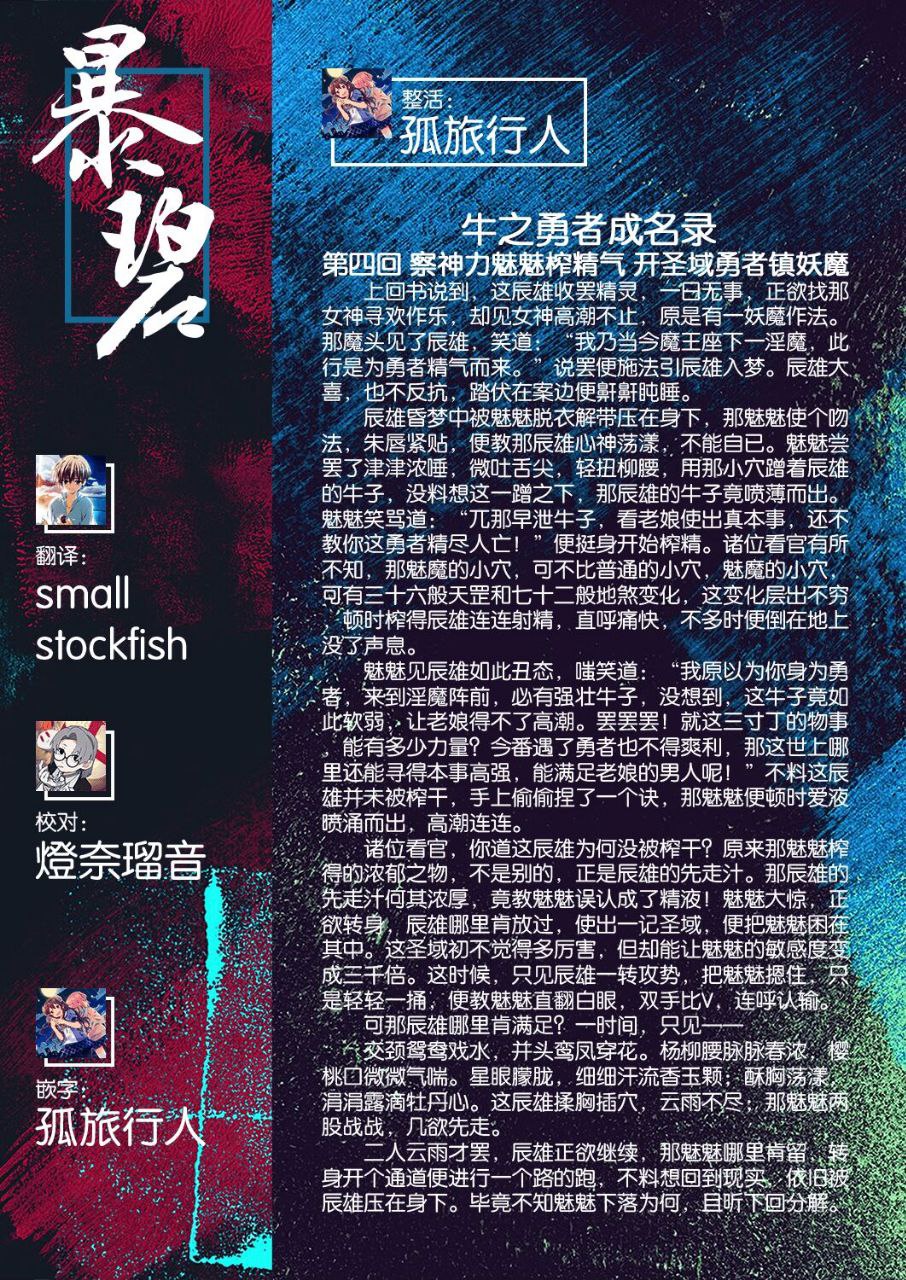 暴碧
翻译：
small
stockfish
校对：
燈奈瑠音
嵌字：
孤旅行人
整活：
孤旅行人
牛之勇者成名录
第四回 察神力魅魅榨精气 开圣域勇者镇妖魔
上回书说到，这辰雄收罢精灵，一日无事，正欲找那
女神寻欢作乐，却见女神高潮不止，原是有一妖魔作法。
那魔头见了辰雄，笑道：“我乃当今魔王座下一淫魔，此
行是为勇者精气而来。”说罢便施法引辰雄入梦。辰雄大
喜，也不反抗，踏伏在案边便鼾鼾盹睡。
辰雄昏梦中被魅魅脱衣解带压在身下，那魅魅使个吻
法，朱唇紧贴，便教那辰雄心神荡漾，不能自已。魅魅尝
罢了津津浓唾，微吐舌尖，轻扭柳腰，用那小穴蹭着辰雄
的牛子，没料想这一蹭之下，那辰雄的牛子竟喷薄而出。
魅魅笑骂道：“兀那早泄牛子，看老娘使出真本事，还不
教你这勇者精尽人亡！”便挺身开始榨精。诸位看官有所
不知，那魅魔的小穴，可不比普通的小穴，魅魔的小穴，
可有三十六般天罡和七十二般地煞变化，这变化层出不穷
，顿时榨得辰雄连连射精，直呼痛快，不多时便倒在地上
没了声息。
魅魅见辰雄如此丑态，嗤笑道：“我原以为你身为勇
者，来到淫魔阵前，必有强壮牛子，没想到，这牛子竟如
此软弱，让老娘得不了高潮。罢罢罢！就这三寸丁的物事
，能有多少力量？今番遇了勇者也不得爽利，那这世上哪
里还能寻得本事高强，能满足老娘的男人呢！”不料这辰
雄并未被榨干，手上偷偷捏了一个诀，那魅魅便顿时爱液
喷涌而出，高潮连连。
诸位看官，你道这辰雄为何没被榨干？原来那魅魅榨
得的浓郁之物，不是别的，正是辰雄的先走汁。那辰雄的
先走汁何其浓厚，竟教魅魅误认成了精液！魅魅大惊，正
欲转身，辰雄哪里肯放过，使出一记圣域，便把魅魅困在
其中。这圣域初不觉得多厉害，但却能让魅魅的敏感度变
成三千倍。这时候，只见辰雄一转攻势，把魅魅摁住，只
是轻轻一捅，便教魅魅直翻白眼，双手比V，连呼认输。
可那辰雄哪里肯满足？一时间，只见——
交颈鸳鸯戏水，并头鸾凤穿花。杨柳腰脉脉春浓，樱
桃口微微气喘。星眼朦胧，细细汗流香玉颗；酥胸荡漾，
涓涓露滴牡丹心。这辰雄揉胸插穴，云雨不尽，那魅魅两
股战战，几欲先走。
二人云雨才罢，辰雄正欲继续，那魅魅哪里肯留，转
身开个通道便进行一个路的跑，不料想回到现实，依旧被
辰雄压在身下。毕竟不知魅魅下落为何，且听下回分解。